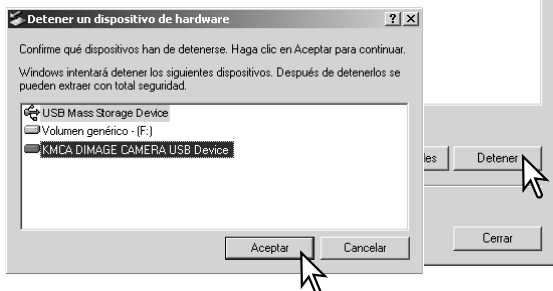 Detener un dispositivo de hardware
Confirme qué dispositivos han de detenerse. Haga clic en Aceptar para continuar.
Windows intentará detener los siguientes dispositivos. Después de detenerlos se
pueden extraer con total seguridad.
USB Mass Storage Device
Volumen genérico - (F:)
KMCA DIMAGE CAMERA USB Device
Aceptar
Cancelar
Detener
Cerrar